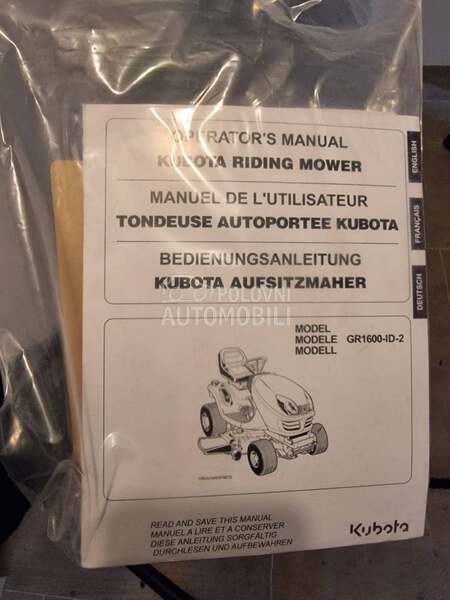 OPERATOR'S MANUAL
KUBOTA RIDING MOWER
MANUEL DE L'UTILISATEUR
TONDEUSE AUTOPORTEE KUBOTA
BEDIENUNGSANLEITUNG
KUBOTA AUFSITZMAHER
ENGLISH
FRANÇAIS
DEUTSCH
POLOVNI
AUTOMOBILI
MODEL
MODELE GR1600-ID-2
MODELL
READ AND SAVE THIS MANUAL
MANUEL A LIRE ET A CONSERVER
DIESE ANLEITUNG SORGFÄLTIG
DURCHLESEN UND AUFBEWAHREN
Kubota